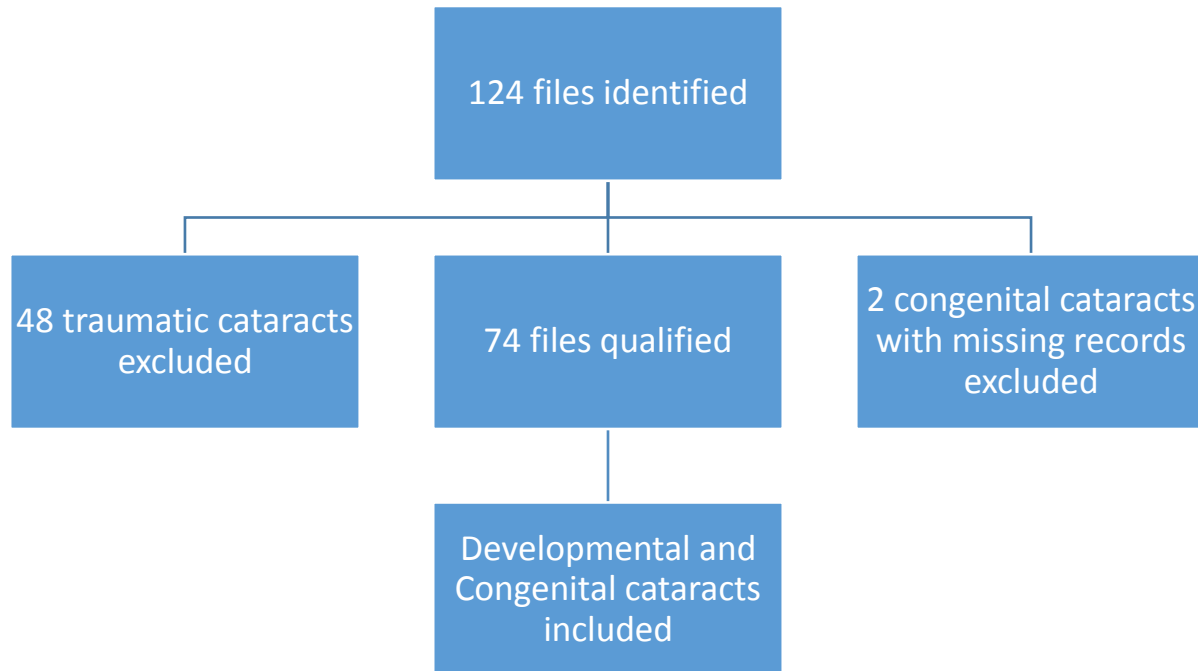 124 files identified
48 traumatic cataracts
excluded
74 files qualified
2 congenital cataracts
with missing records
excluded
Developmental and
Congenital cataracts
included